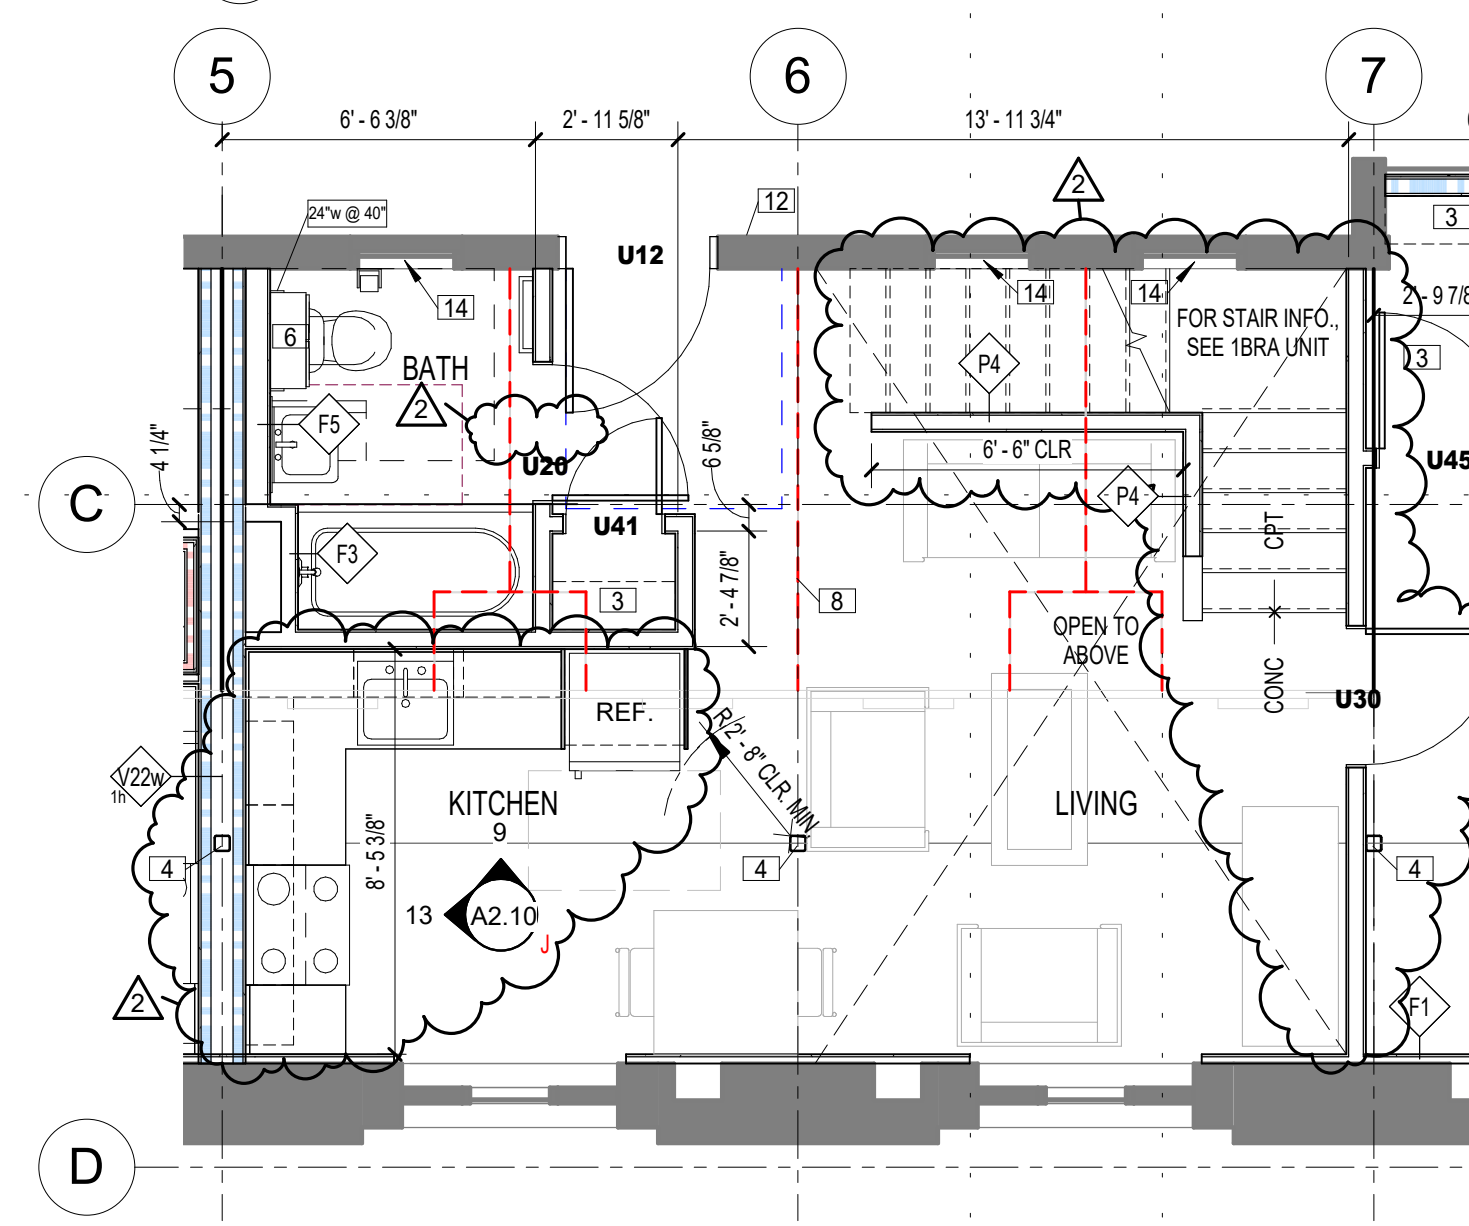 5
6
7
6' - 6 3/8"
2' - 11 5/8"
13' - 11 3/4"
2
12
24"w @ 40"
3
U12
14
14
14
2' - 9 7/8
FOR STAIR INFO.,
SEE 1BRA UNIT
6
3
BATH
P4
2
F5
4 1/4"
6 5/8"
6' - 6" CLR
U20
U45
C
P4
U41
CPT
F3
2' - 4 7/8"
3
8
OPEN TO
ABOVE
CONC
U30
REF.
R/2' - 8" CLR. MIN
V22w
1h
KITCHEN
LIVING
9
8' - 5 3/8"
4
4
4
13
A2.10
J
2
F1
D